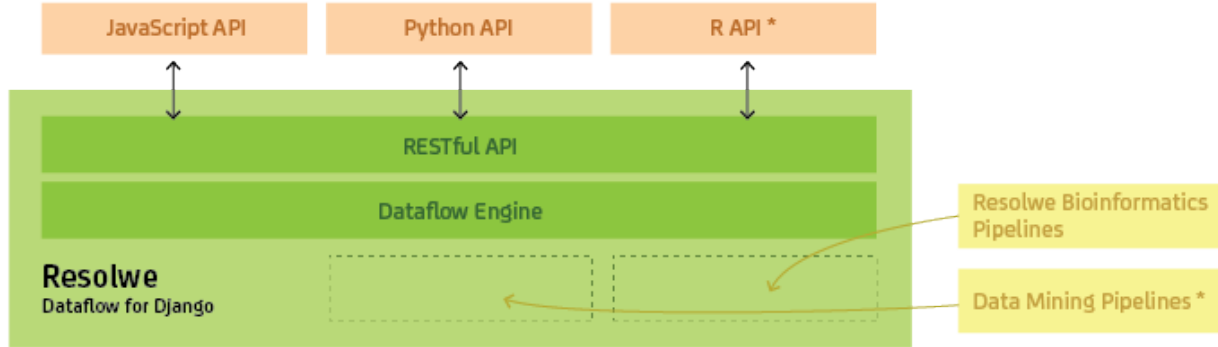 JavaScript API
Python API
R API *
RESTful API
Dataflow Engine
Resolwe Bioinformatics
Pipelines
Resolwe
Dataflow for Django
Data Mining Pipelines *